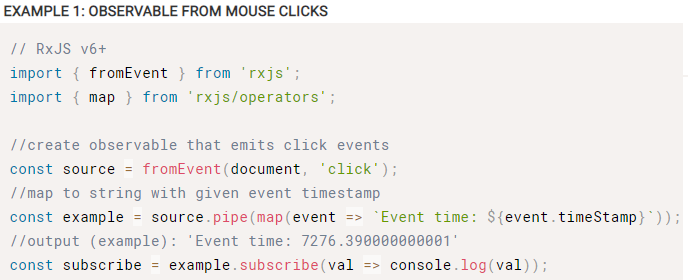 EXAMPLE 1: OBSERVABLE FROM MOUSE CLICKS
// RxJS v6+
import { fromEvent } from 'rxjs';
import { map } from 'rxjs/operators';
//create observable that emits click events
const source = fromEvent(document, 'click');
//map to string with given event timestamp
const example = source.pipe(map(event => `Event time: ${event.timeStamp}`));
//output (example): 'Event time: 7276.390000000001'
const subscribe = example.subscribe(val => console.log(val));